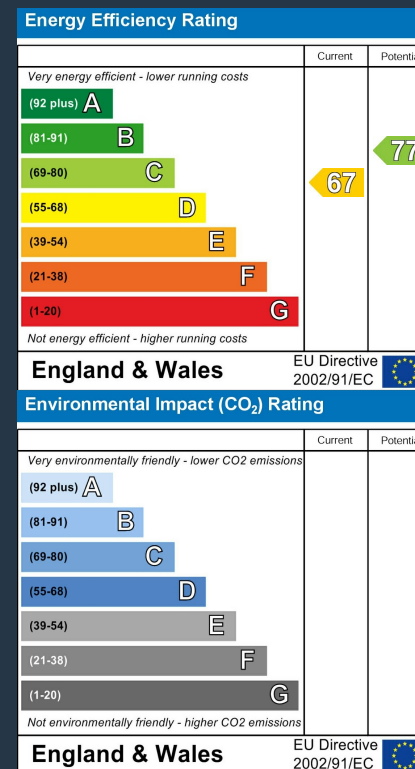 Energy Efficiency Rating
Current Potentia
Very energy efficient - lower running costs
(92 plus) A
(81-91) B
77
(69-80) C
67
(55-68) D
(39-54) E
(21-38) F
(1-20) G
Not energy efficient - higher running costs
England & Wales
EU Directive
2002/91/EC
Environmental Impact (CO₂) Rating
Current Potentia
Very environmentally friendly - lower CO2 emissions
(92 plus) A
(81-91) B
(69-80) C
(55-68) D
(39-54) E
(21-38) F
(1-20) G
Not environmentally friendly - higher CO2 emissions
England & Wales
EU Directive
2002/91/EC